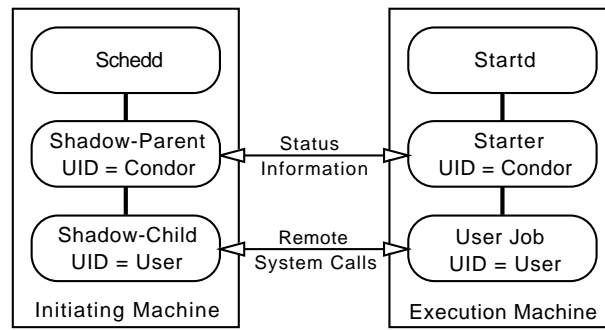 Schedd
Shadow-Parent
UID = Condor
Shadow-Child
UID = User
Initiating Machine
Status
Information
Remote
System Calls
Startd
Starter
UID = Condor
User Job
UID = User
Execution Machine